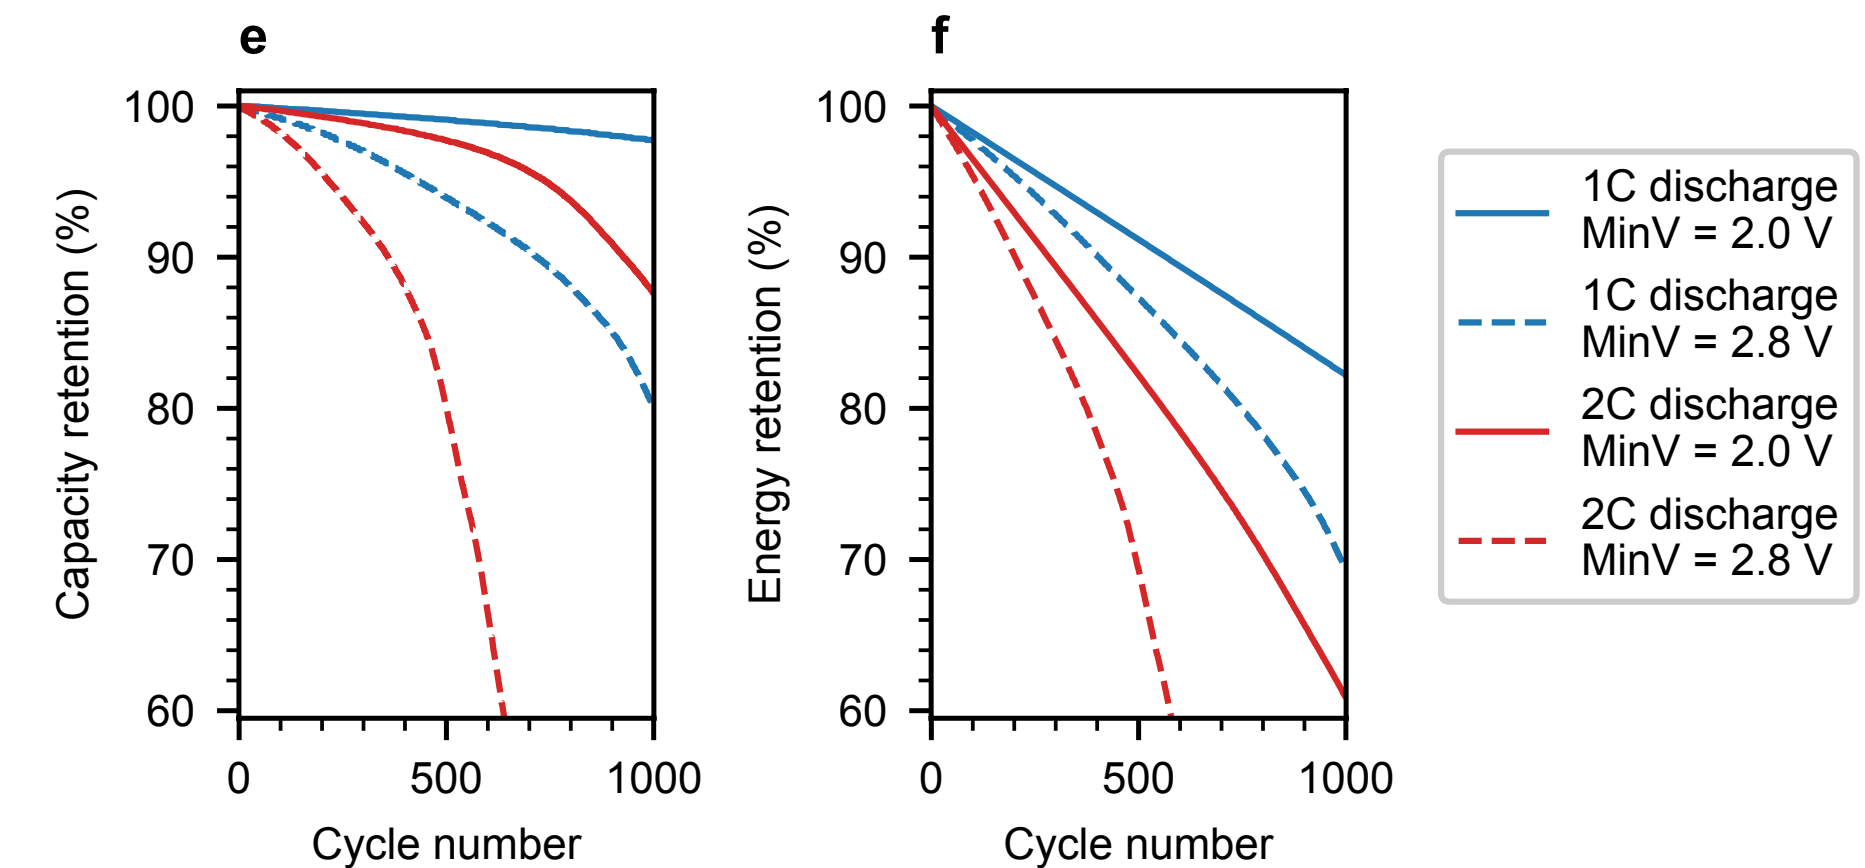 e
100
90
80
70
60
0
500
1000
Cycle number
Capacity retention (%)
f
100
90
80
70
60
0
500
1000
Cycle number
Energy retention (%)
1C discharge
MinV = 2.0 V
1C discharge
MinV = 2.8 V
2C discharge
MinV = 2.0 V
2C discharge
MinV = 2.8 V